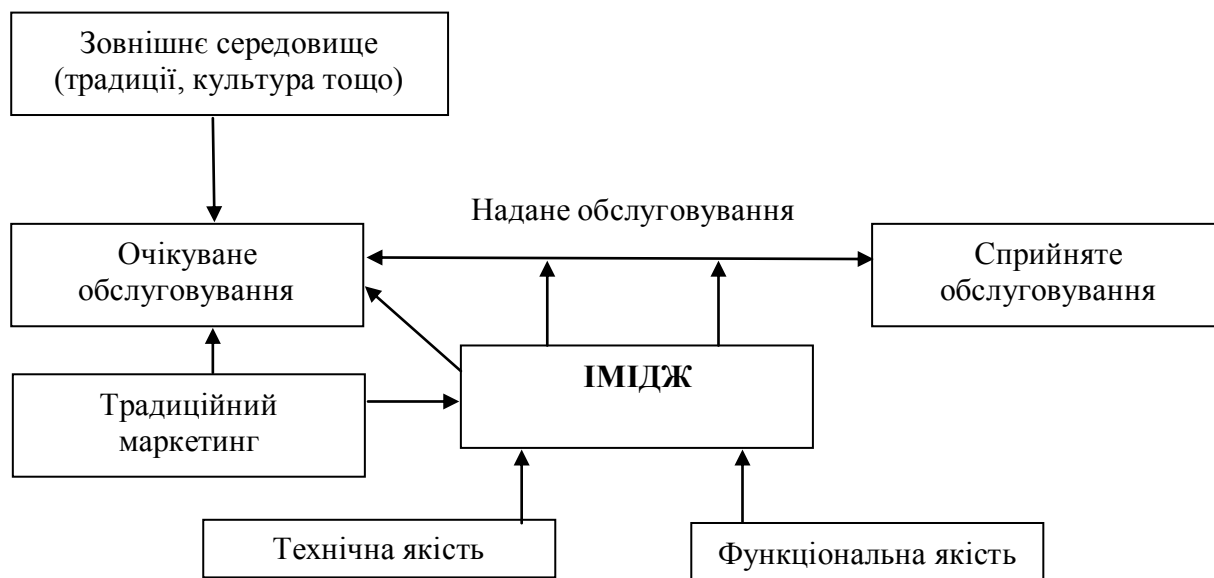 Зовнішнє середовище
(традиції, культура тощо)
Надане обслуговування
Очікуване
обслуговування
Сприйняте
обслуговування
ІМІДЖ
Традиційний
маркетинг
Технічна якість
Функціональна якість